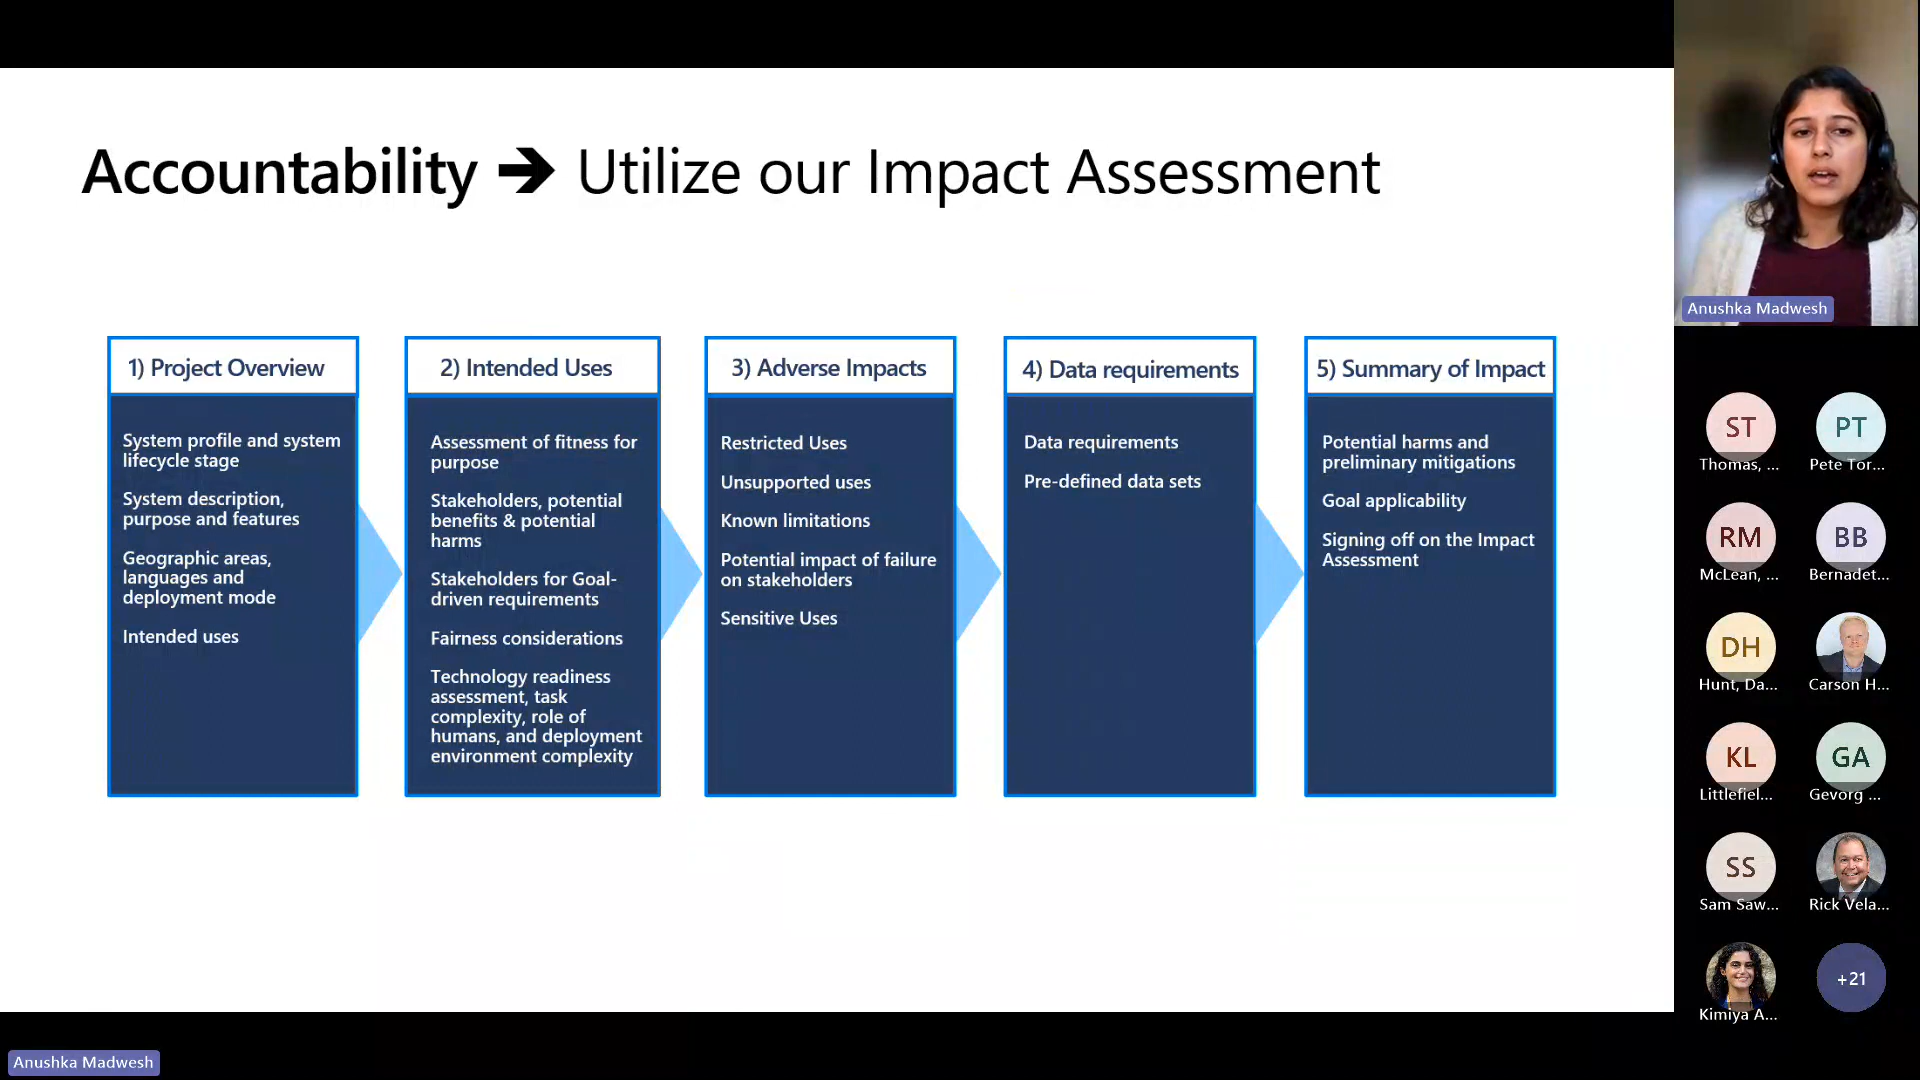 Accountability → Utilize our Impact Assessment
1) Project Overview
System profile and system
lifecycle stage
System description,
purpose and features
Geographic areas,
languages and
deployment mode
Intended uses
2) Intended Uses
Assessment of fitness for
purpose
Stakeholders, potential
benefits & potential
harms
Stakeholders for Goal-
driven requirements
Fairness considerations
Technology readiness
assessment, task
complexity, role of
humans, and deployment
environment complexity
3) Adverse Impacts
Restricted Uses
Unsupported uses
Known limitations
Potential impact of failure
on stakeholders
Sensitive Uses
4) Data requirements
Data requirements
Pre-defined data sets
5) Summary of Impact
Potential harms and
preliminary mitigations
Goal applicability
Signing off on the Impact
Assessment
Anushka Madwesh
ST
Thomas, ...
PT
Pete Tor...
RM
McLean, ...
BB
Bernadet...
DH
Hunt, Da...
Carson H...
KL
Littlefiel...
GA
Gevorg ...
SS
Sam Saw...
Rick Vela...
Kimiya A...
+21
Anushka Madwesh